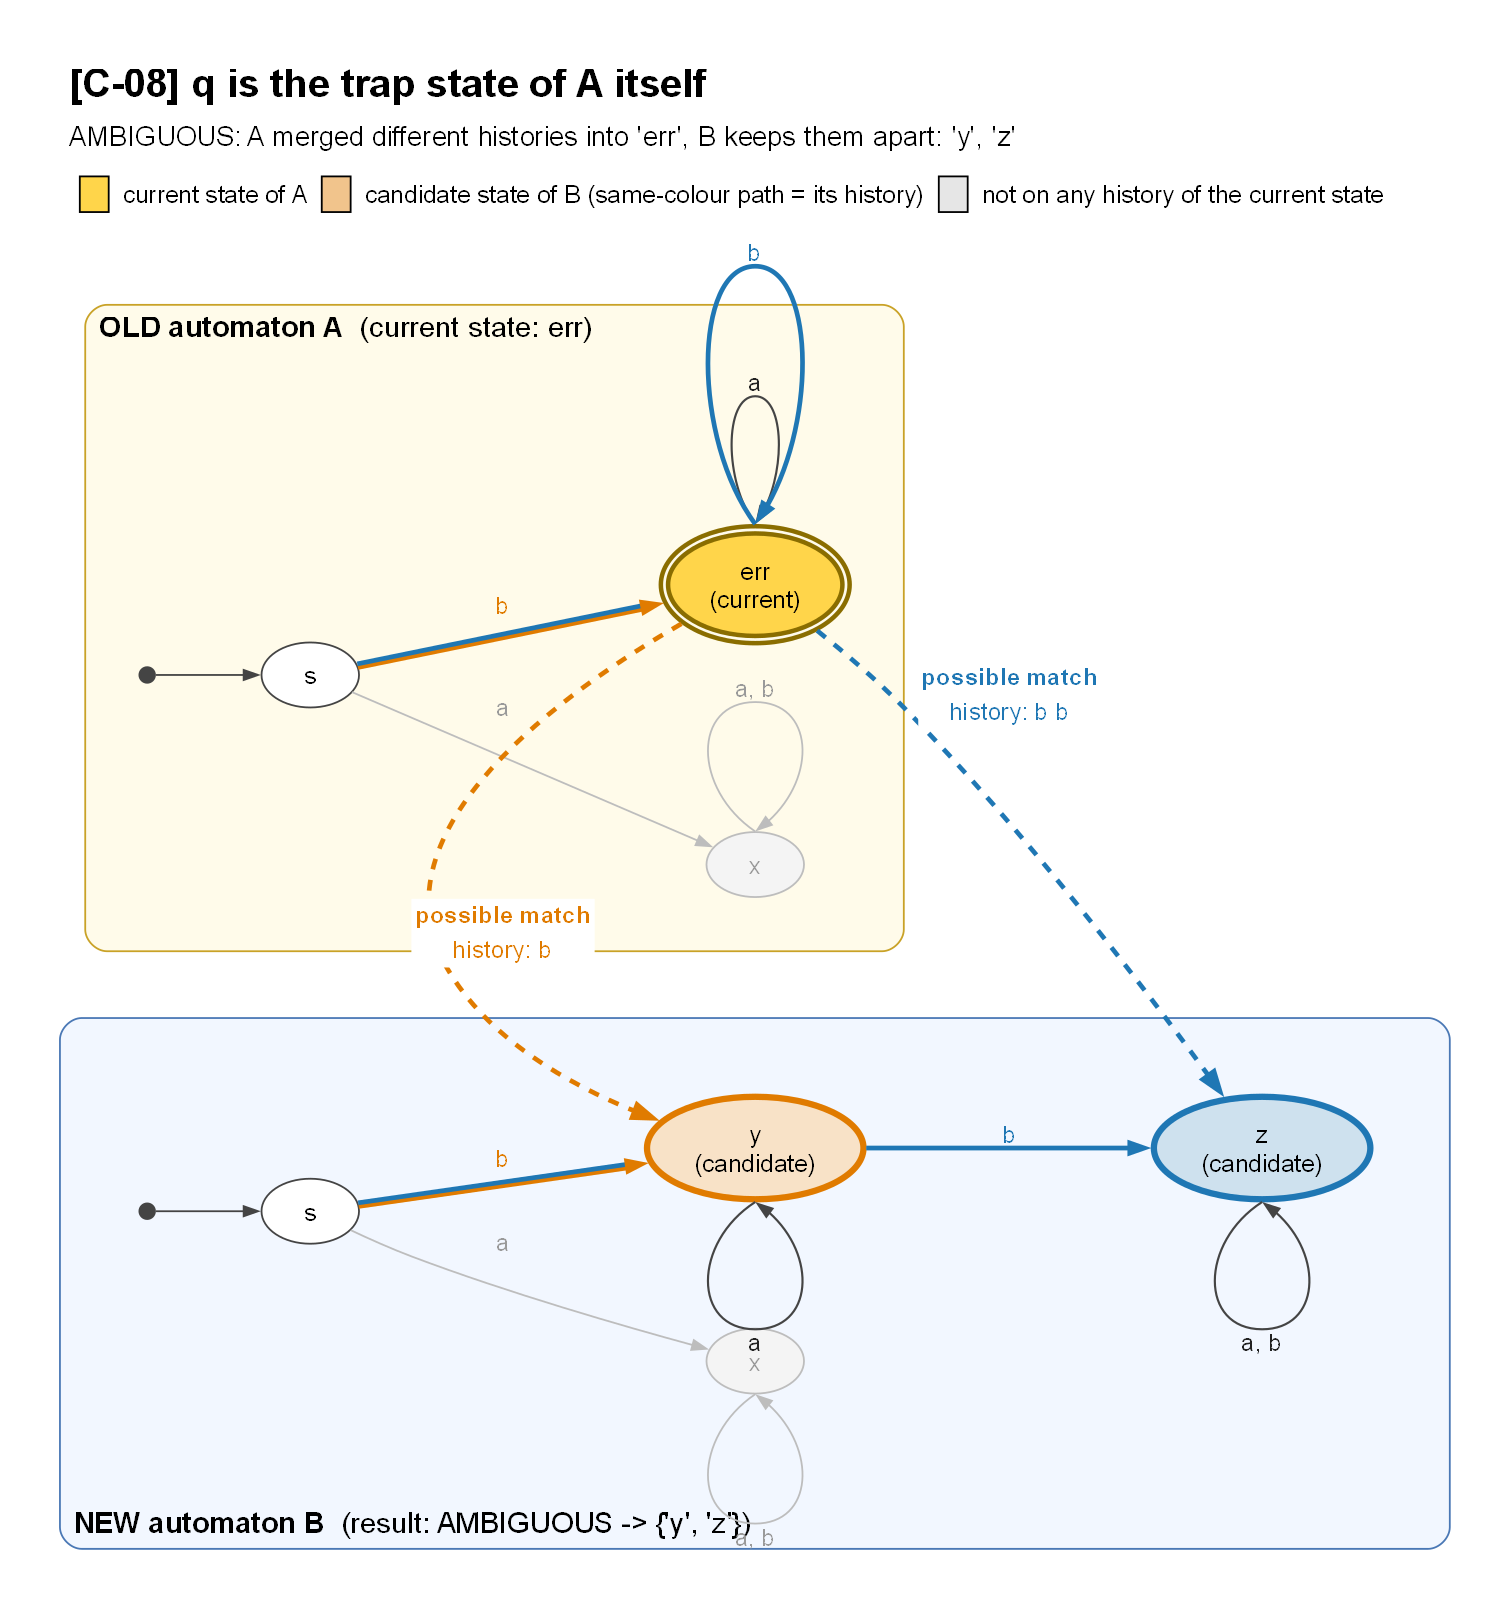 [C-08] q is the trap state of A itself
AMBIGUOUS: A merged different histories into 'err', B keeps them apart: 'y', 'z'
current state of A
candidate state of B (same-colour path = its history)
not on any history of the current state
b
OLD automaton A (current state: err)
a
err
(current)
b
s
a
a, b
x
possible match
history: b b
possible match
history: b
y
(candidate)
b
z
(candidate)
b
s
a
a
x
a, b
NEW automaton B (result: AMBIGUOUS -> {'y', 'z'})
a, b